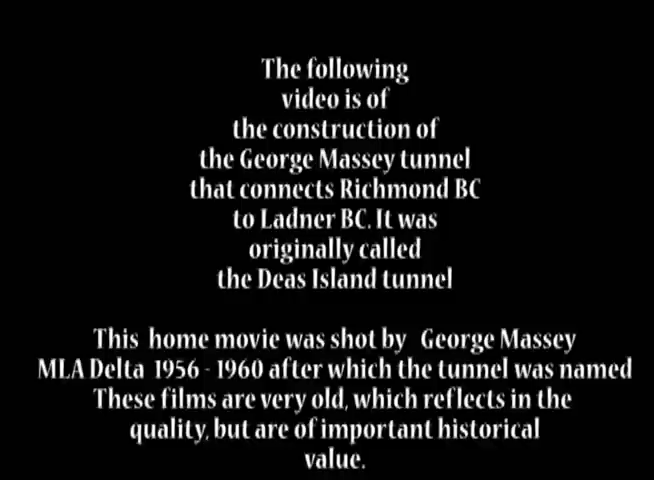 The following
video is of
the construction of
the George Massey tunnel
that connects Richmond BC
to Ladner BC. It was
originally called
the Deas Island tunnel
This home movie was shot by George Massey
MLA Delta 1956 - 1960 after which the tunnel was named
These films are very old, which reflects in the
quality, but are of important historical
value.